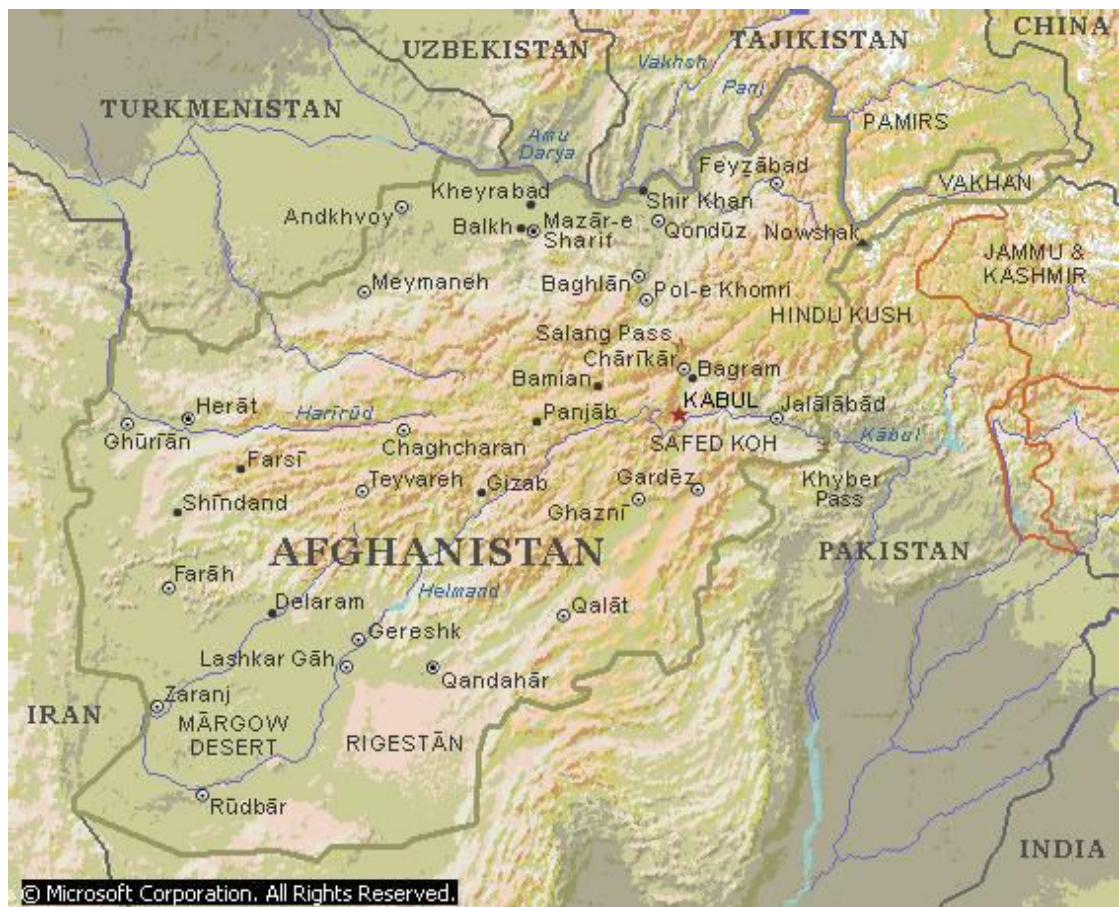 CHINA
UZBEKISTAN
TAJIKISTAN
Vakhsh
Panj
TURKMENISTAN
PAMIRS
Amu
Darya
Feyzābad
VAKHAN
Kheyrabad
Shir Khan
Andkhvoy
Balkh
Mazār-e
Sharif
Qondūz
Nowshak
JAMMU &
KASHMIR
Meymaneh
Baghlān
Pol-e Khomri
HINDU KUSH
Salang Pass
Chārīkār
Bagram
Bamian
KABUL
Jalālābād
Herāt
Harīrūd
Panjāb
Ghūrīān
Chaghcharan
SAFED KOH
Kābul
Farsī
Teyvareh
Gizab
Gardēz
Khyber
Pass
Shīndand
Ghaznī
AFGHANISTAN
PAKISTAN
Farāh
Helmand
Delaram
Qalāt
Gereshk
Lashkar Gāh
Qandahār
Zaranj
IRAN
MĀRGOW
DESERT
RIGESTĀN
Rūdbār
INDIA
© Microsoft Corporation. All Rights Reserved.